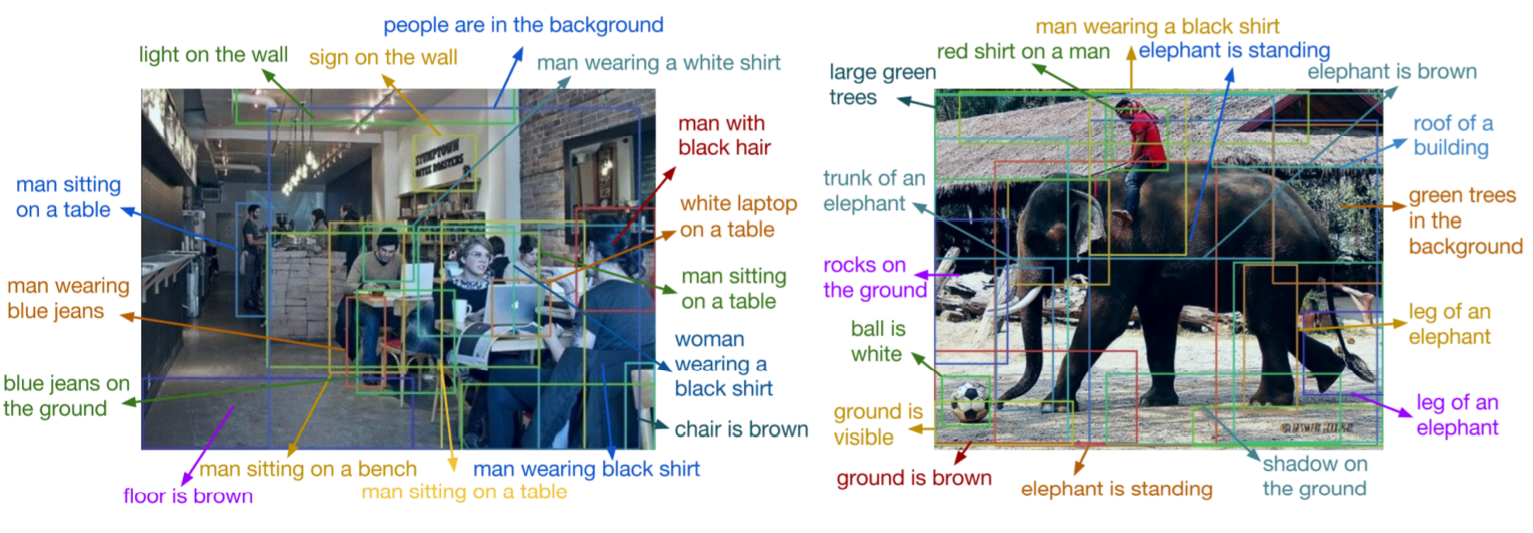 people are in the background
light on the wall
sign on the wall
man wearing a white shirt
man with
black hair
man sitting
on a table
white laptop
on a table
man sitting
on a table
man wearing
blue jeans
woman
wearing a
black shirt
blue jeans on
the ground
chair is brown
man sitting on a bench
man wearing black shirt
man sitting on a table
floor is brown
STUMPTOWN
COFFEE ROASTERS
man wearing a black shirt
red shirt on a man
elephant is standing
large green
trees
elephant is brown
roof of a
building
trunk of an
elephant
green trees
in the
background
rocks on
the ground
leg of an
elephant
ball is
white
leg of an
elephant
ground is
visible
ground is brown
elephant is standing
shadow on
the ground